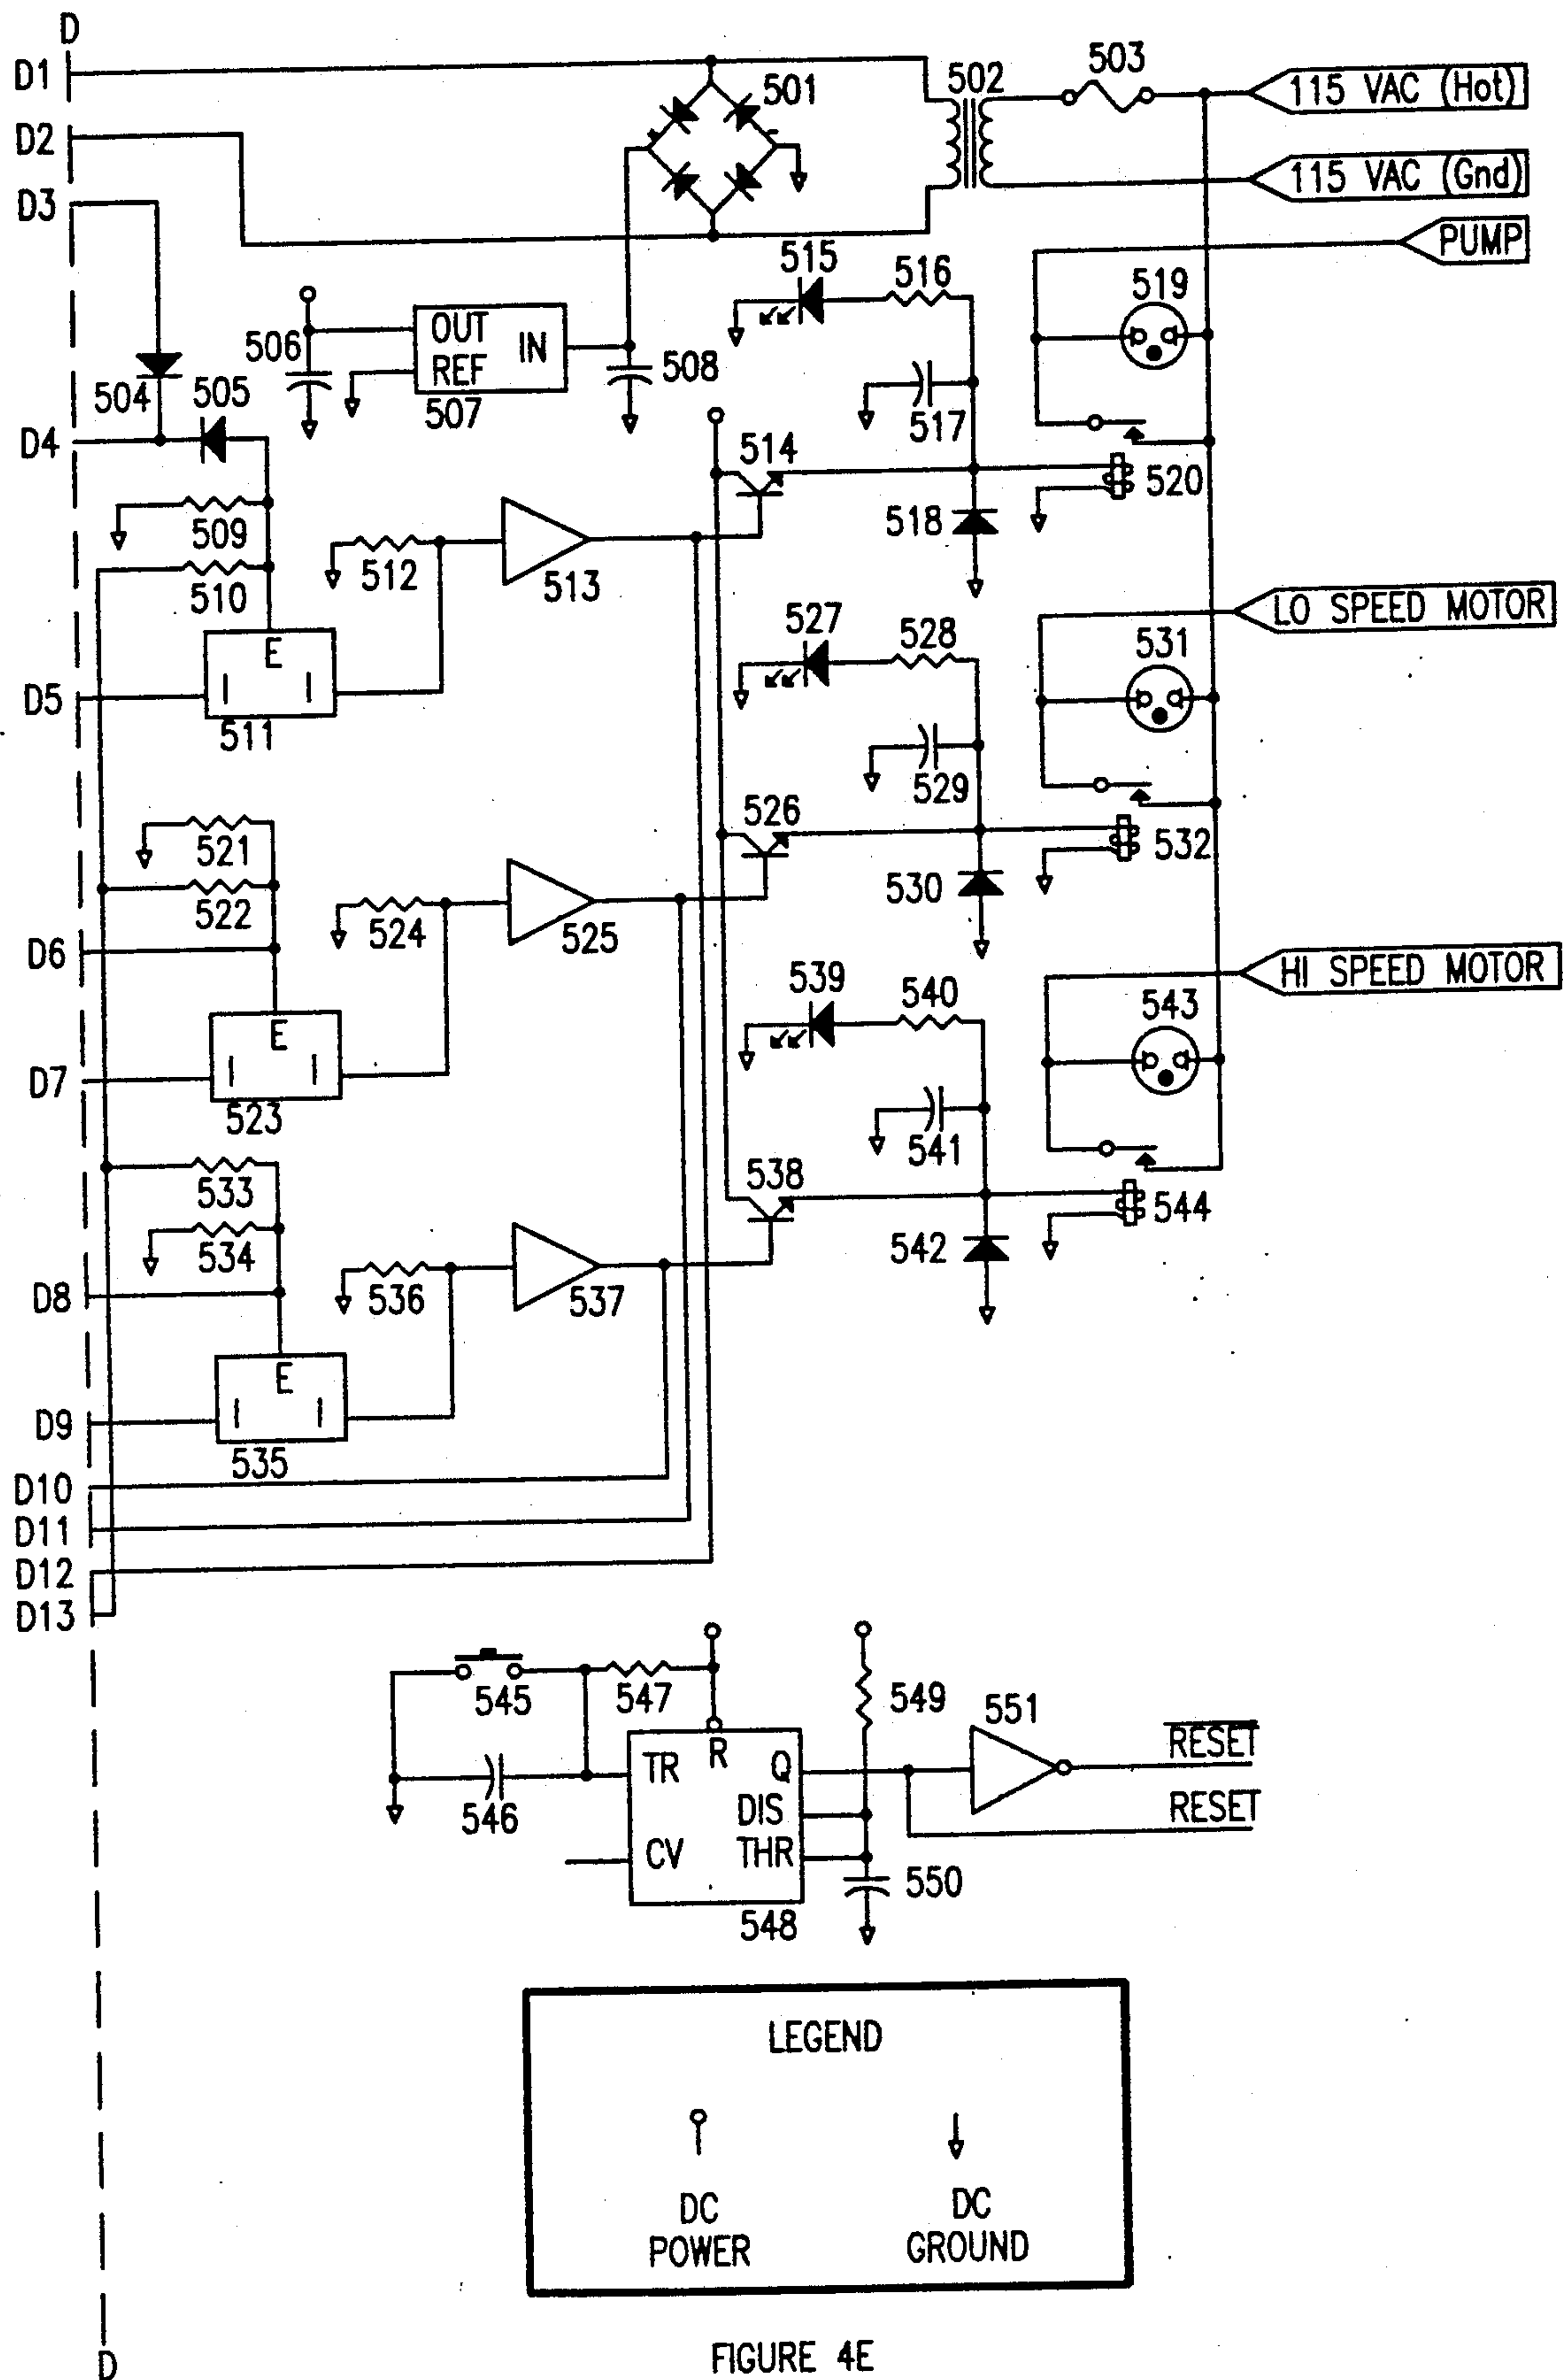 D
D1
501
502
503
115 VAC (Hot)
D2
115 VAC (Gnd)
D3
PUMP
515
516
519
506
OUT
REF
IN
507
508
504
505
517
D4
514
520
509
518
510
512
513
E
D5
I I
511
527
528
LO SPEED MOTOR
531
529
526
532
521
530
522
524
525
D6
E
D7
I I
523
539
540
HI SPEED MOTOR
543
541
538
544
533
542
534
536
537
D8
E
D9
I I
535
D10
D11
D12
D13
545
547
549
551
RESET
546
TR
R
Q
DIS
CV
THR
RESET
550
548
LEGEND
DC
POWER
DC
GROUND
D
FIGURE 4E